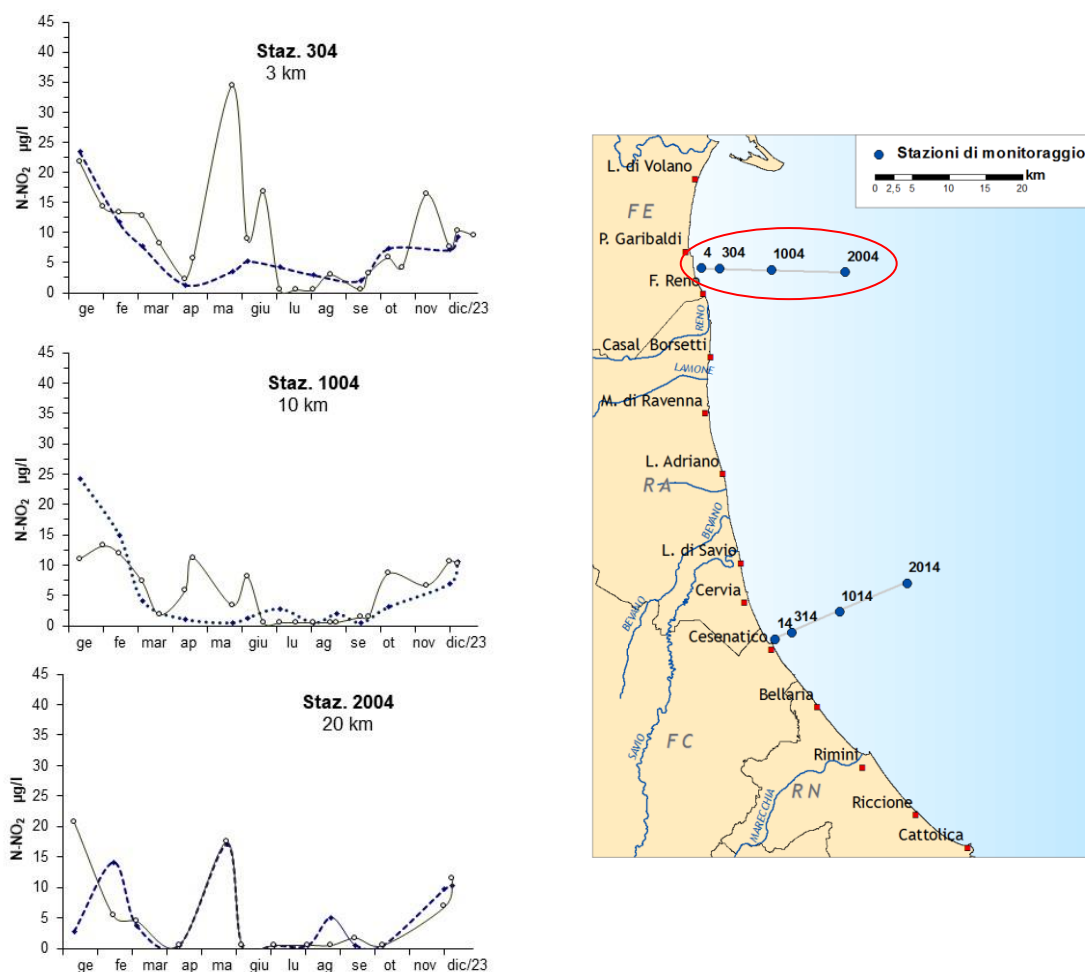 Staz. 304
3 km
N-NO2 µg/l
45
40
35
30
25
20
15
10
5
0
ge fe mar ap ma giu lu ag se ot nov dic/23
Staz. 1004
10 km
N-NO2 µg/l
45
40
35
30
25
20
15
10
5
0
ge fe mar ap ma giu lu ag se ot nov dic/23
Staz. 2004
20 km
N-NO2 µg/l
45
40
35
30
25
20
15
10
5
0
ge fe mar ap ma giu lu ag se ot nov dic/23
Stazioni di monitoraggio
km
0 2,5 5 10 15 20
L. di Volano
FE
P. Garibaldi
4 304 1004 2004
F. Reno
RENO
Casal Borsetti
LAMONE
M. di Ravenna
L. Adriano
RA
BEVANO
L. di Savio
2014
Cervia
1014
BEVANO
14 314
Cesenatico
Bellaria
FC
SAVIO
Rimini
RN
MARECCHIA
Riccione
Cattolica